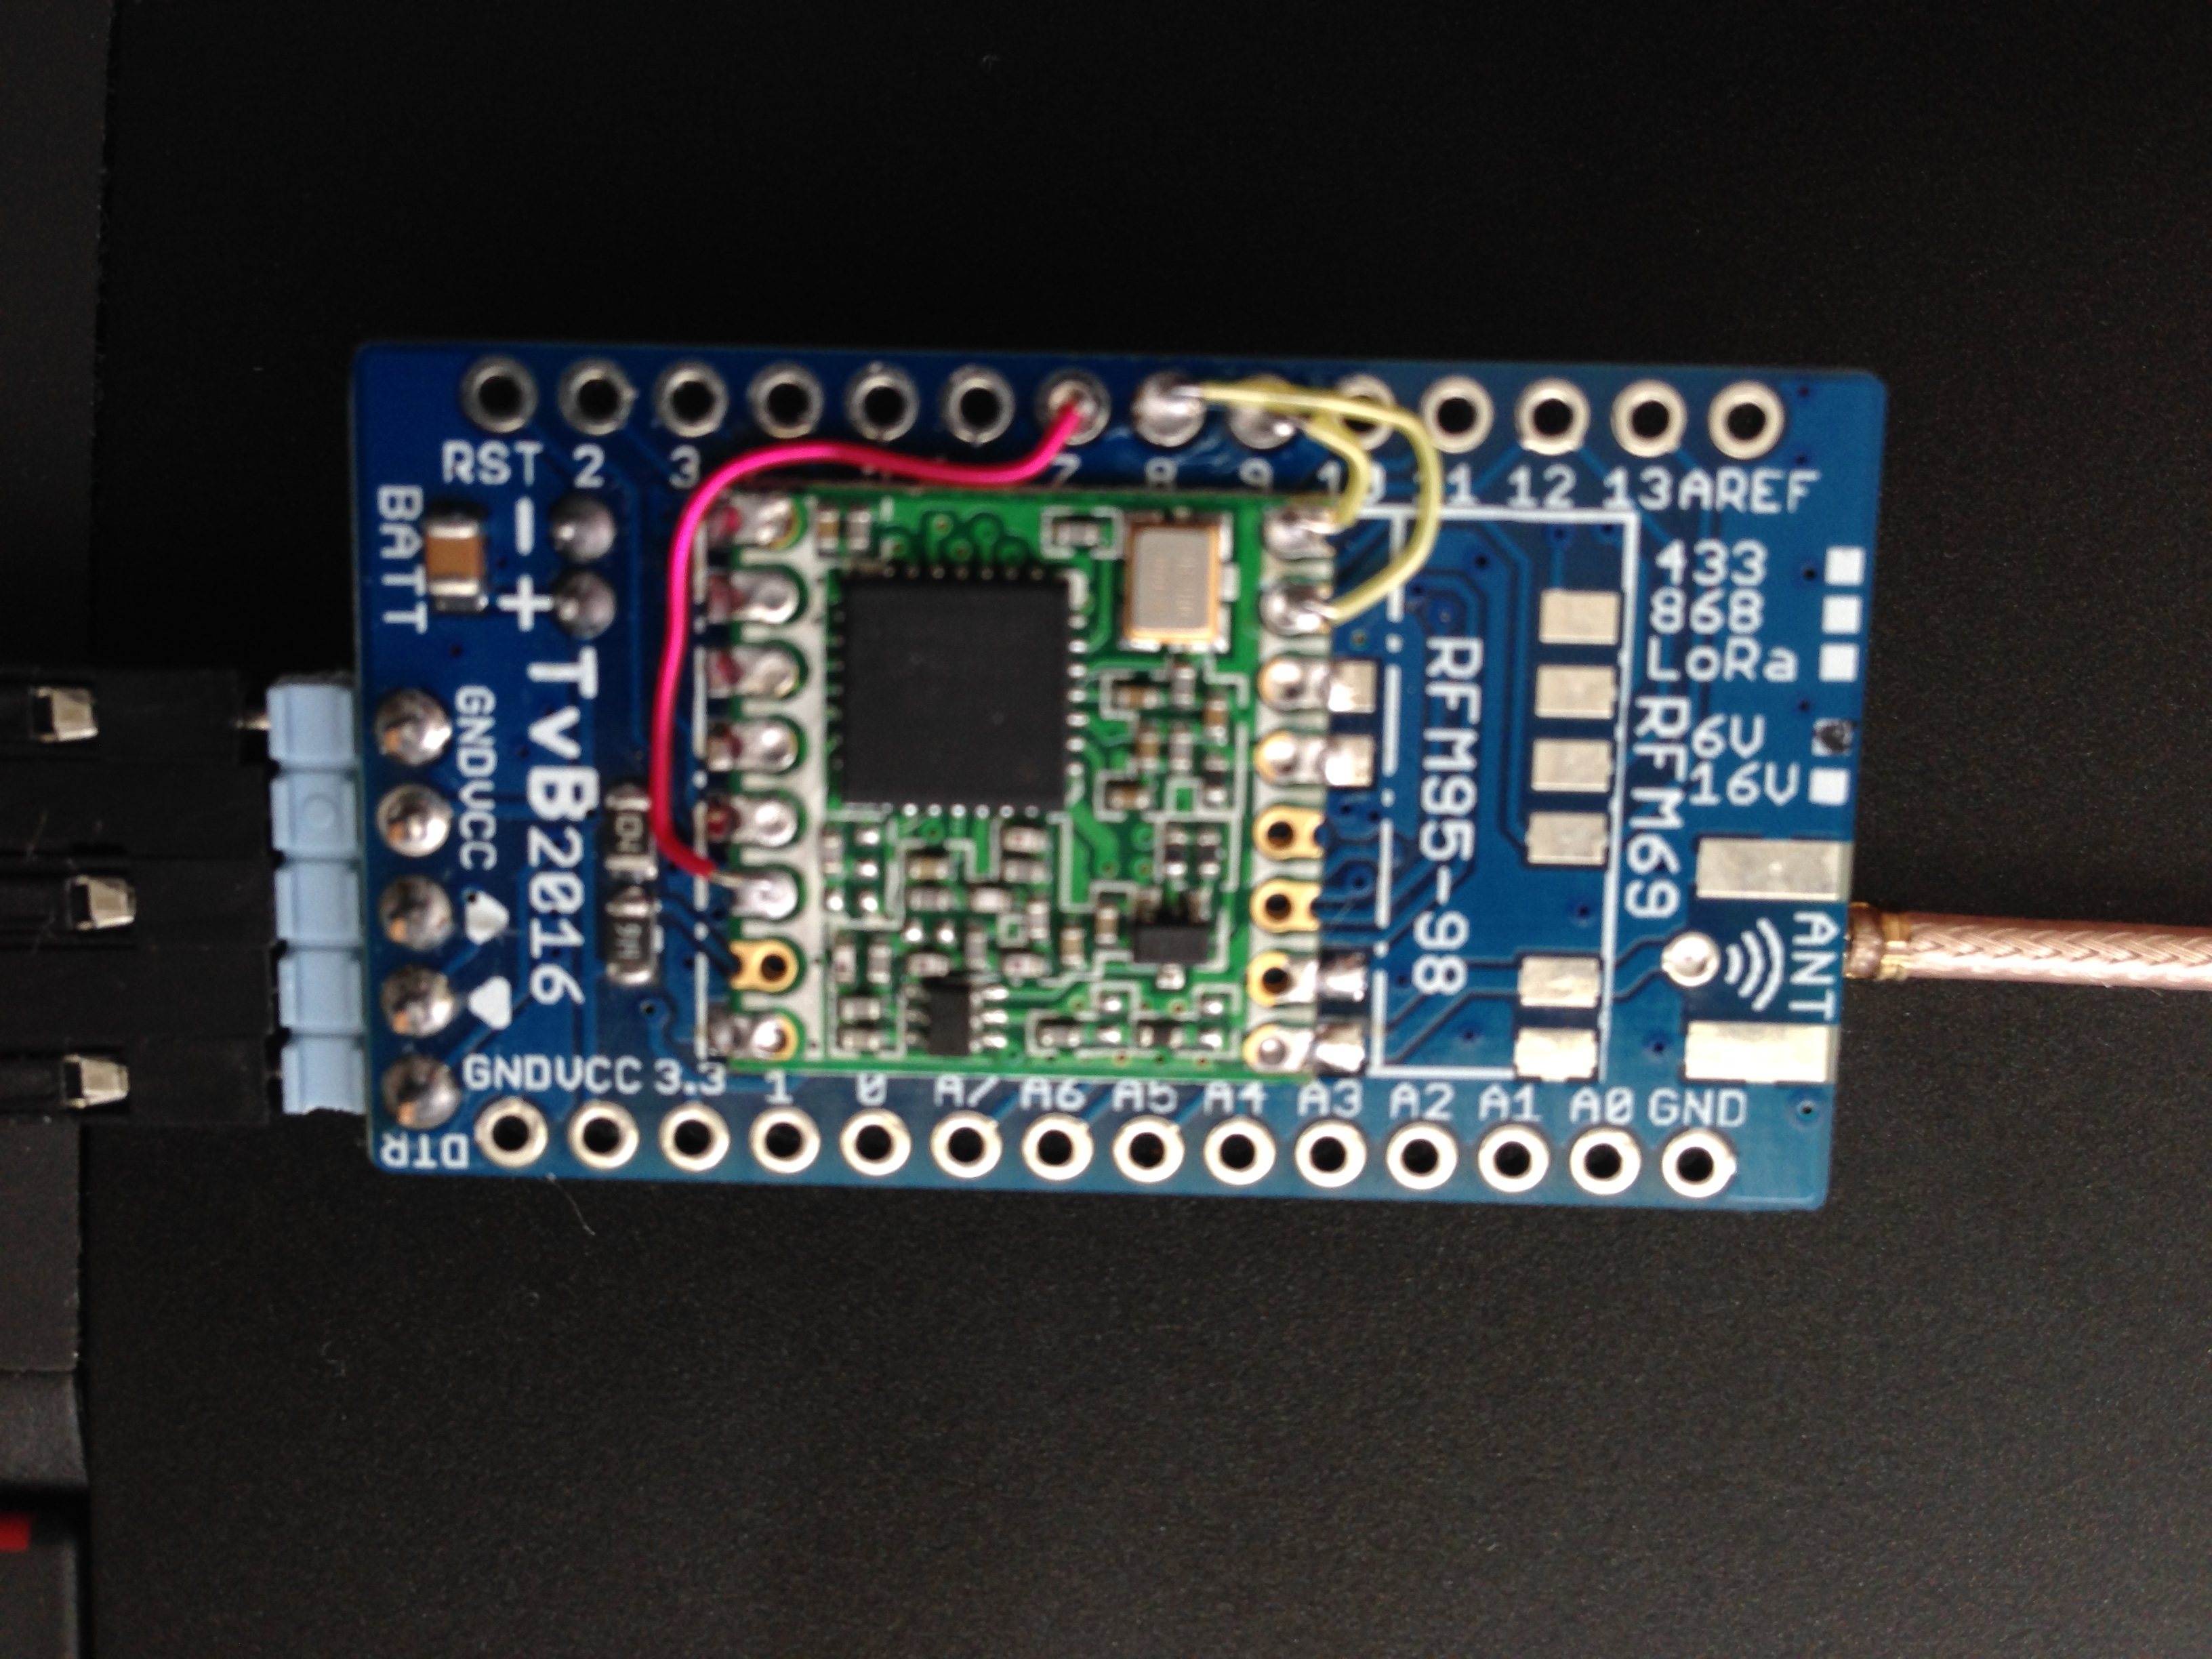 RST 2 3 7 8 9 10 11 12 13 AREF
BATT
- +
433
868
LoRa
6V
16V
GND VCC
TvB2016
RFM95-98
RFM69
ANT
DTR
GND VCC 3.3 1 0 A7 A6 A5 A4 A3 A2 A1 A0 GND